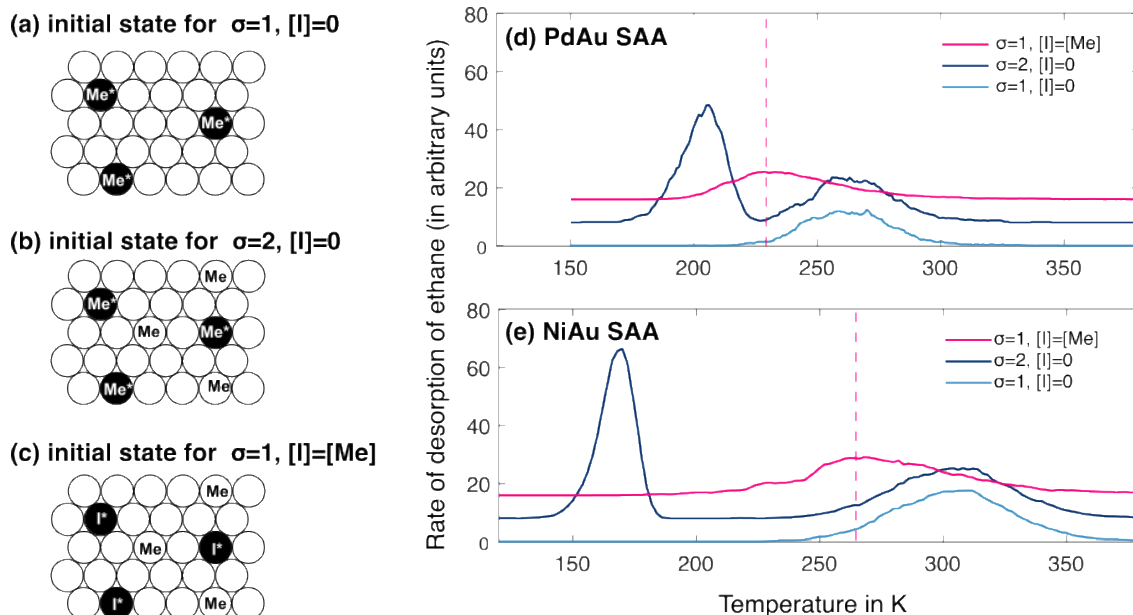 (a) initial state for σ=1, [I]=0
Me*
Me*
Me*
(b) initial state for σ=2, [I]=0
Me
Me*
Me
Me*
Me*
Me
(c) initial state for σ=1, [I]=[Me]
Me
I*
Me
I*
I*
Me
Rate of desorption of ethane (in arbitrary units)
(d) PdAu SAA
σ=1, [I]=[Me]
σ=2, [I]=0
σ=1, [I]=0
80
60
40
20
0
150 200 250 300 350
(e) NiAu SAA
σ=1, [I]=[Me]
σ=2, [I]=0
σ=1, [I]=0
80
60
40
20
0
150 200 250 300 350
Temperature in K